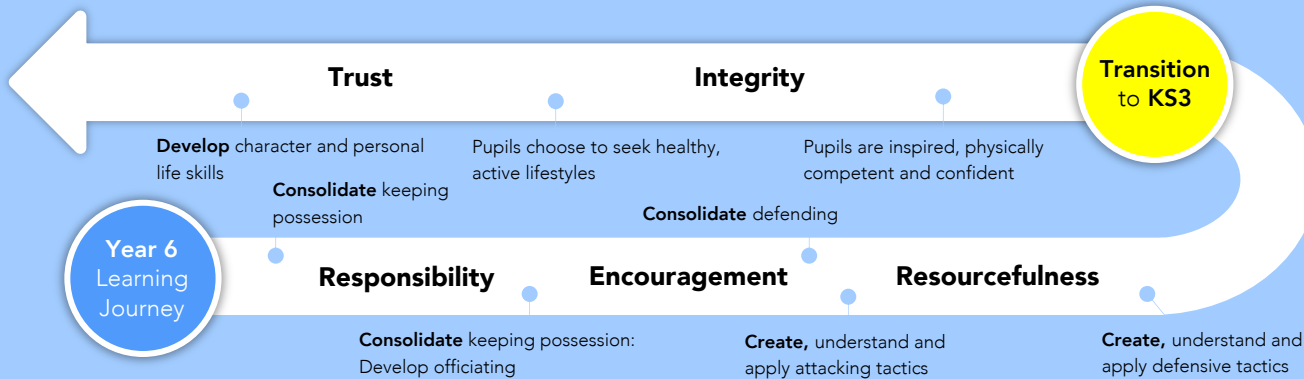 Trust
Integrity
Transition
to KS3
Develop character and personal
life skills
Pupils choose to seek healthy,
active lifestyles
Pupils are inspired, physically
competent and confident
Consolidate keeping
possession
Consolidate defending
Year 6
Learning
Journey
Responsibility
Encouragement
Resourcefulness
Consolidate keeping possession:
Develop officiating
Create, understand and
apply attacking tactics
Create, understand and
apply defensive tactics